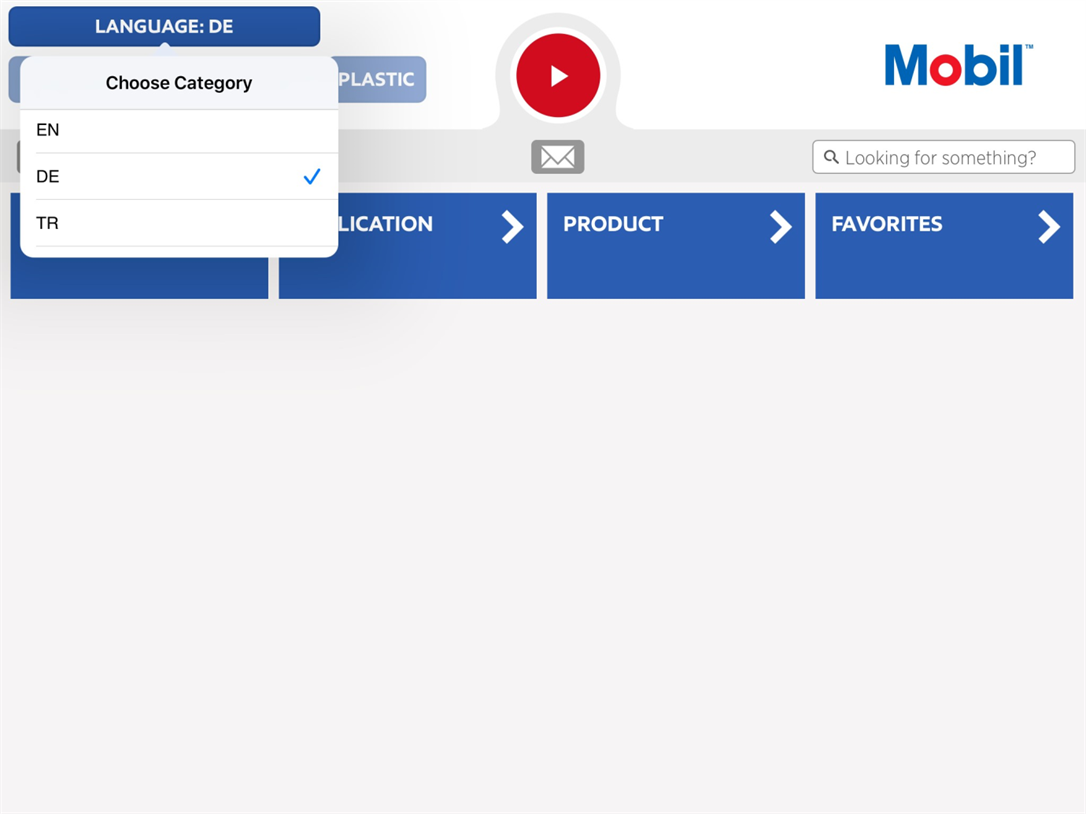 LANGUAGE: DE
Choose Category
PLASTIC
Mobil™
EN
DE
TR
Looking for something?
LICATION
PRODUCT
FAVORITES